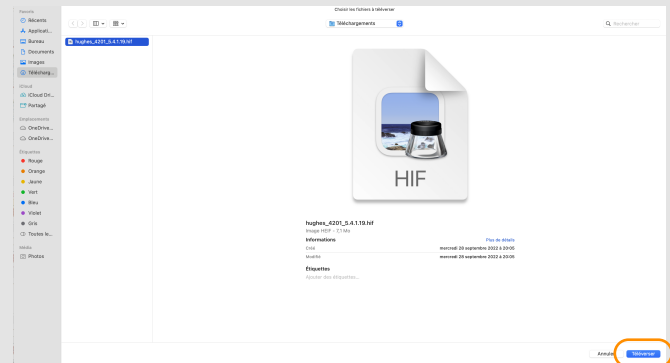 Choisir les fichiers à téléverser
Favoris
Récents
Applicati...
Bureau
Documents
Images
Télécharg...
iCloud
iCloud Dri...
Partagé
Emplacements
OneDrive...
OneDrive...
Étiquettes
Rouge
Orange
Jaune
Vert
Bleu
Violet
Gris
Toutes le...
Média
Photos
Téléchargements
Rechercher
hughes_4201_5.4.1.19.hif
HIF
hughes_4201_5.4.1.19.hif
Image HEIF - 7,1 Mo
Informations Plus de détails
Créé mercredi 28 septembre 2022 à 20:05
Modifié mercredi 28 septembre 2022 à 20:05
Étiquettes
Ajouter des étiquettes...
Annuler Téléverser